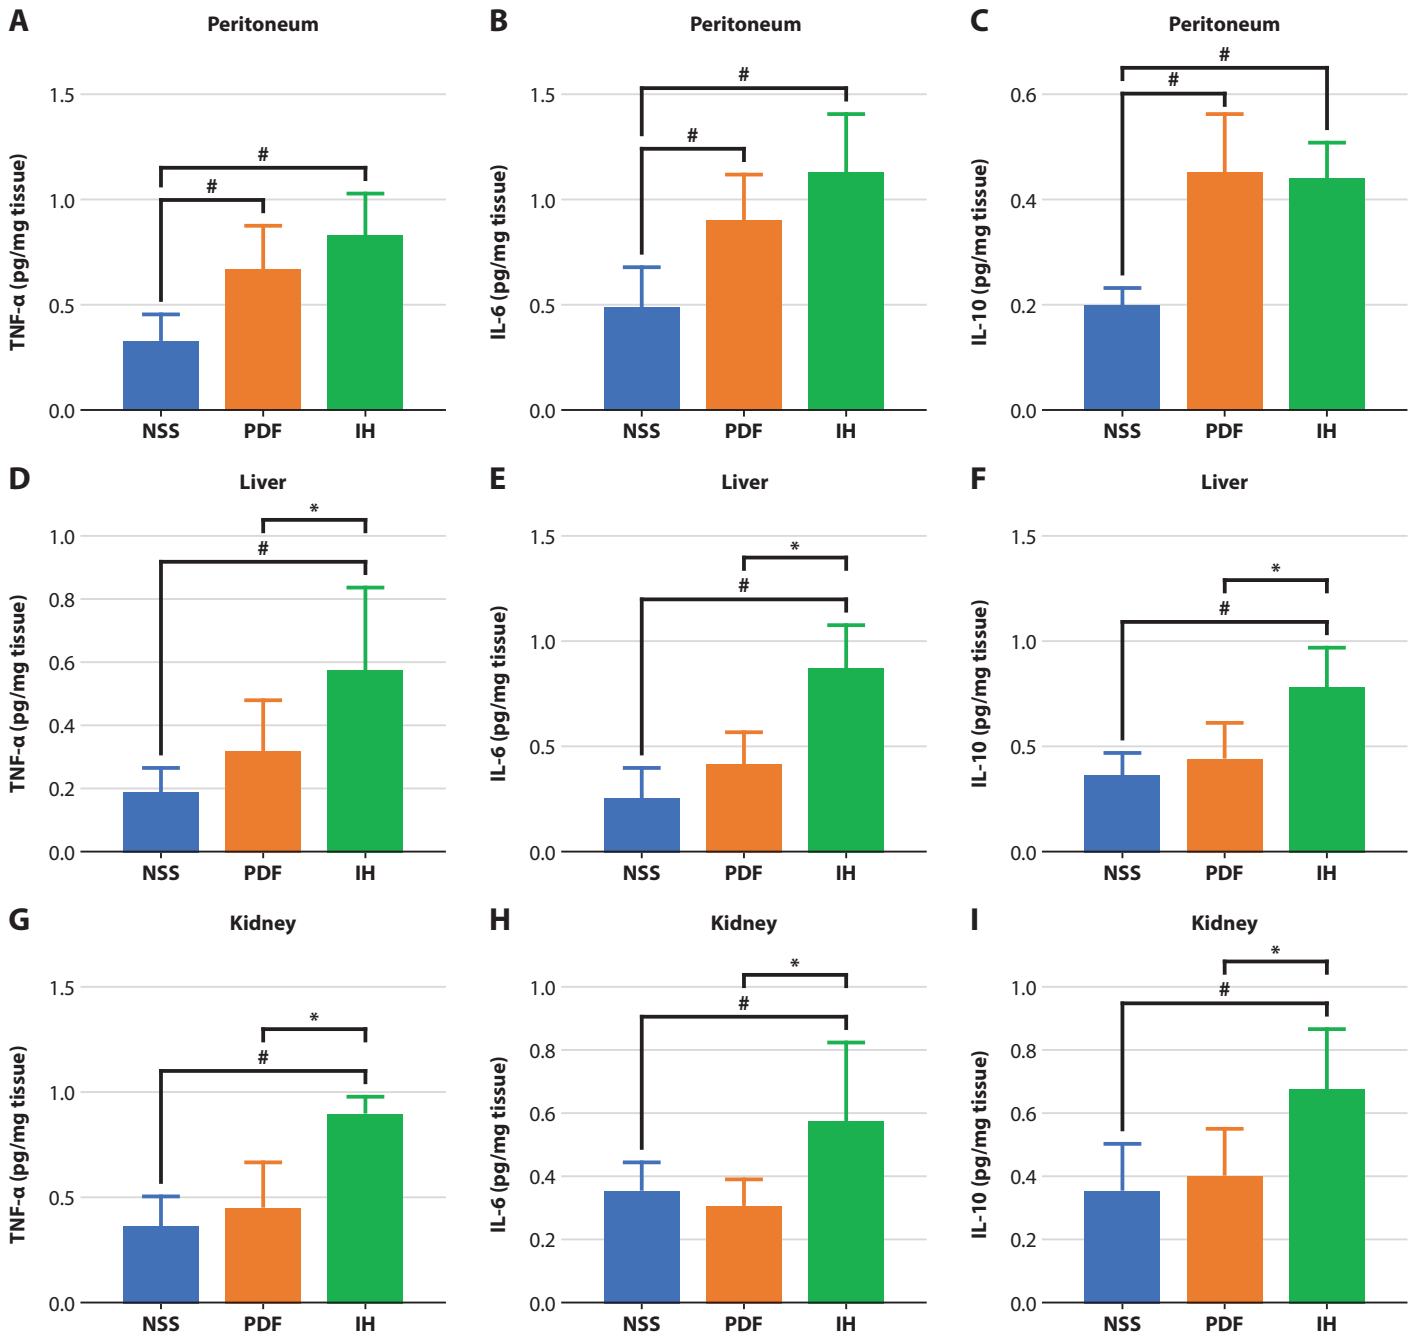 A Peritoneum
TNF-α (pg/mg tissue)
1.5
1.0
0.5
0.0
#
#
NSS PDF IH
B Peritoneum
IL-6 (pg/mg tissue)
1.5
1.0
0.5
0.0
#
#
NSS PDF IH
C Peritoneum
IL-10 (pg/mg tissue)
0.6
0.4
0.2
0.0
#
#
NSS PDF IH
D Liver
TNF-α (pg/mg tissue)
1.0
0.8
0.6
0.4
0.2
0.0
*
#
NSS PDF IH
E Liver
IL-6 (pg/mg tissue)
1.5
1.0
0.5
0.0
*
#
NSS PDF IH
F Liver
IL-10 (pg/mg tissue)
1.5
1.0
0.5
0.0
*
#
NSS PDF IH
G Kidney
TNF-α (pg/mg tissue)
1.5
1.0
0.5
0.0
*
#
NSS PDF IH
H Kidney
IL-6 (pg/mg tissue)
1.0
0.8
0.6
0.4
0.2
0.0
*
#
NSS PDF IH
I Kidney
IL-10 (pg/mg tissue)
1.0
0.8
0.6
0.4
0.2
0.0
*
#
NSS PDF IH